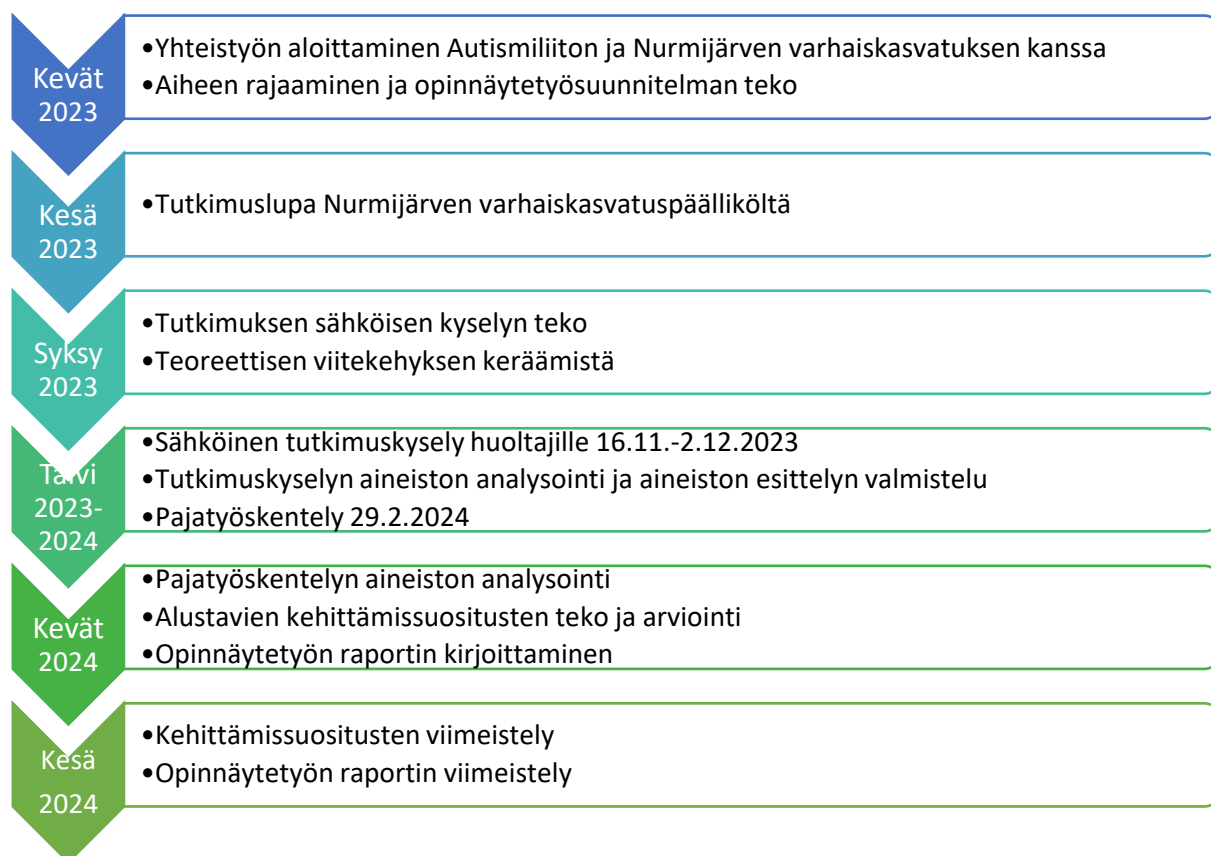 Kevät
2023
•Yhteistyön aloittaminen Autismiliiton ja Nurmijärven varhaiskasvatuksen kanssa
•Aiheen rajaaminen ja opinnäytetyösuunnitelman teko
Kesä
2023
•Tutkimuslupa Nurmijärven varhaiskasvatuspäälliköltä
Syksy
2023
•Tutkimuksen sähköisen kyselyn teko
•Teoreettisen viitekehyksen keräämistä
Talvi
2023-
2024
•Sähköinen tutkimuskysely huoltajille 16.11.-2.12.2023
•Tutkimuskyselyn aineiston analysointi ja aineiston esittelyn valmistelu
•Pajatyöskentely 29.2.2024
Kevät
2024
•Pajatyöskentelyn aineiston analysointi
•Alustavien kehittämissuositusten teko ja arviointi
•Opinnäytetyön raportin kirjoittaminen
Kesä
2024
•Kehittämissuositusten viimeistely
•Opinnäytetyön raportin viimeistely